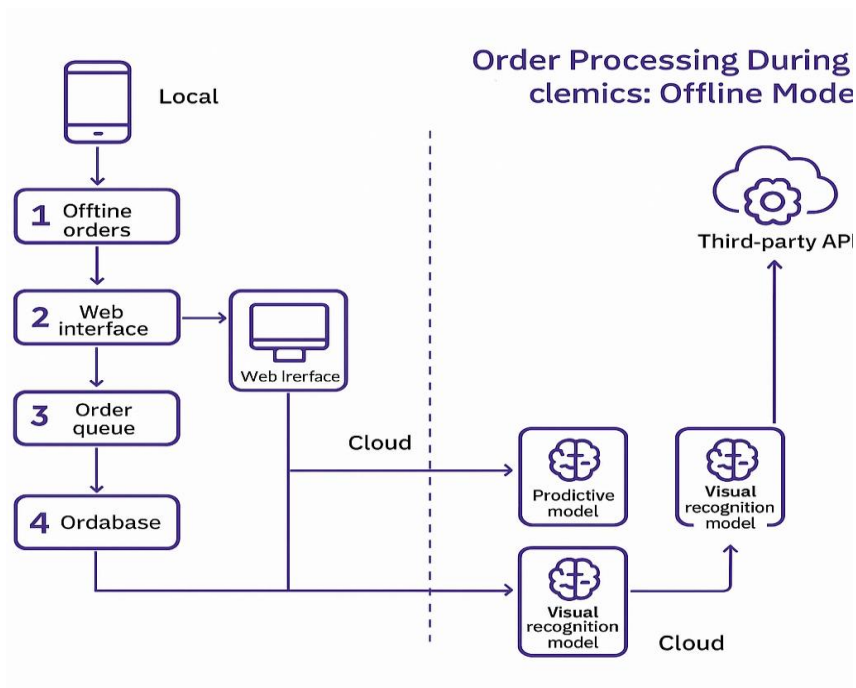 Order Processing During
clemics: Offline Mode
Local
1 Offtine
orders
2 Web
interface
Web Irerface
3 Order
queue
4 Ordabase
Cloud
Third-party API
Prodictive
model
Visual
recognition
model
Visual
recognition
model
Cloud